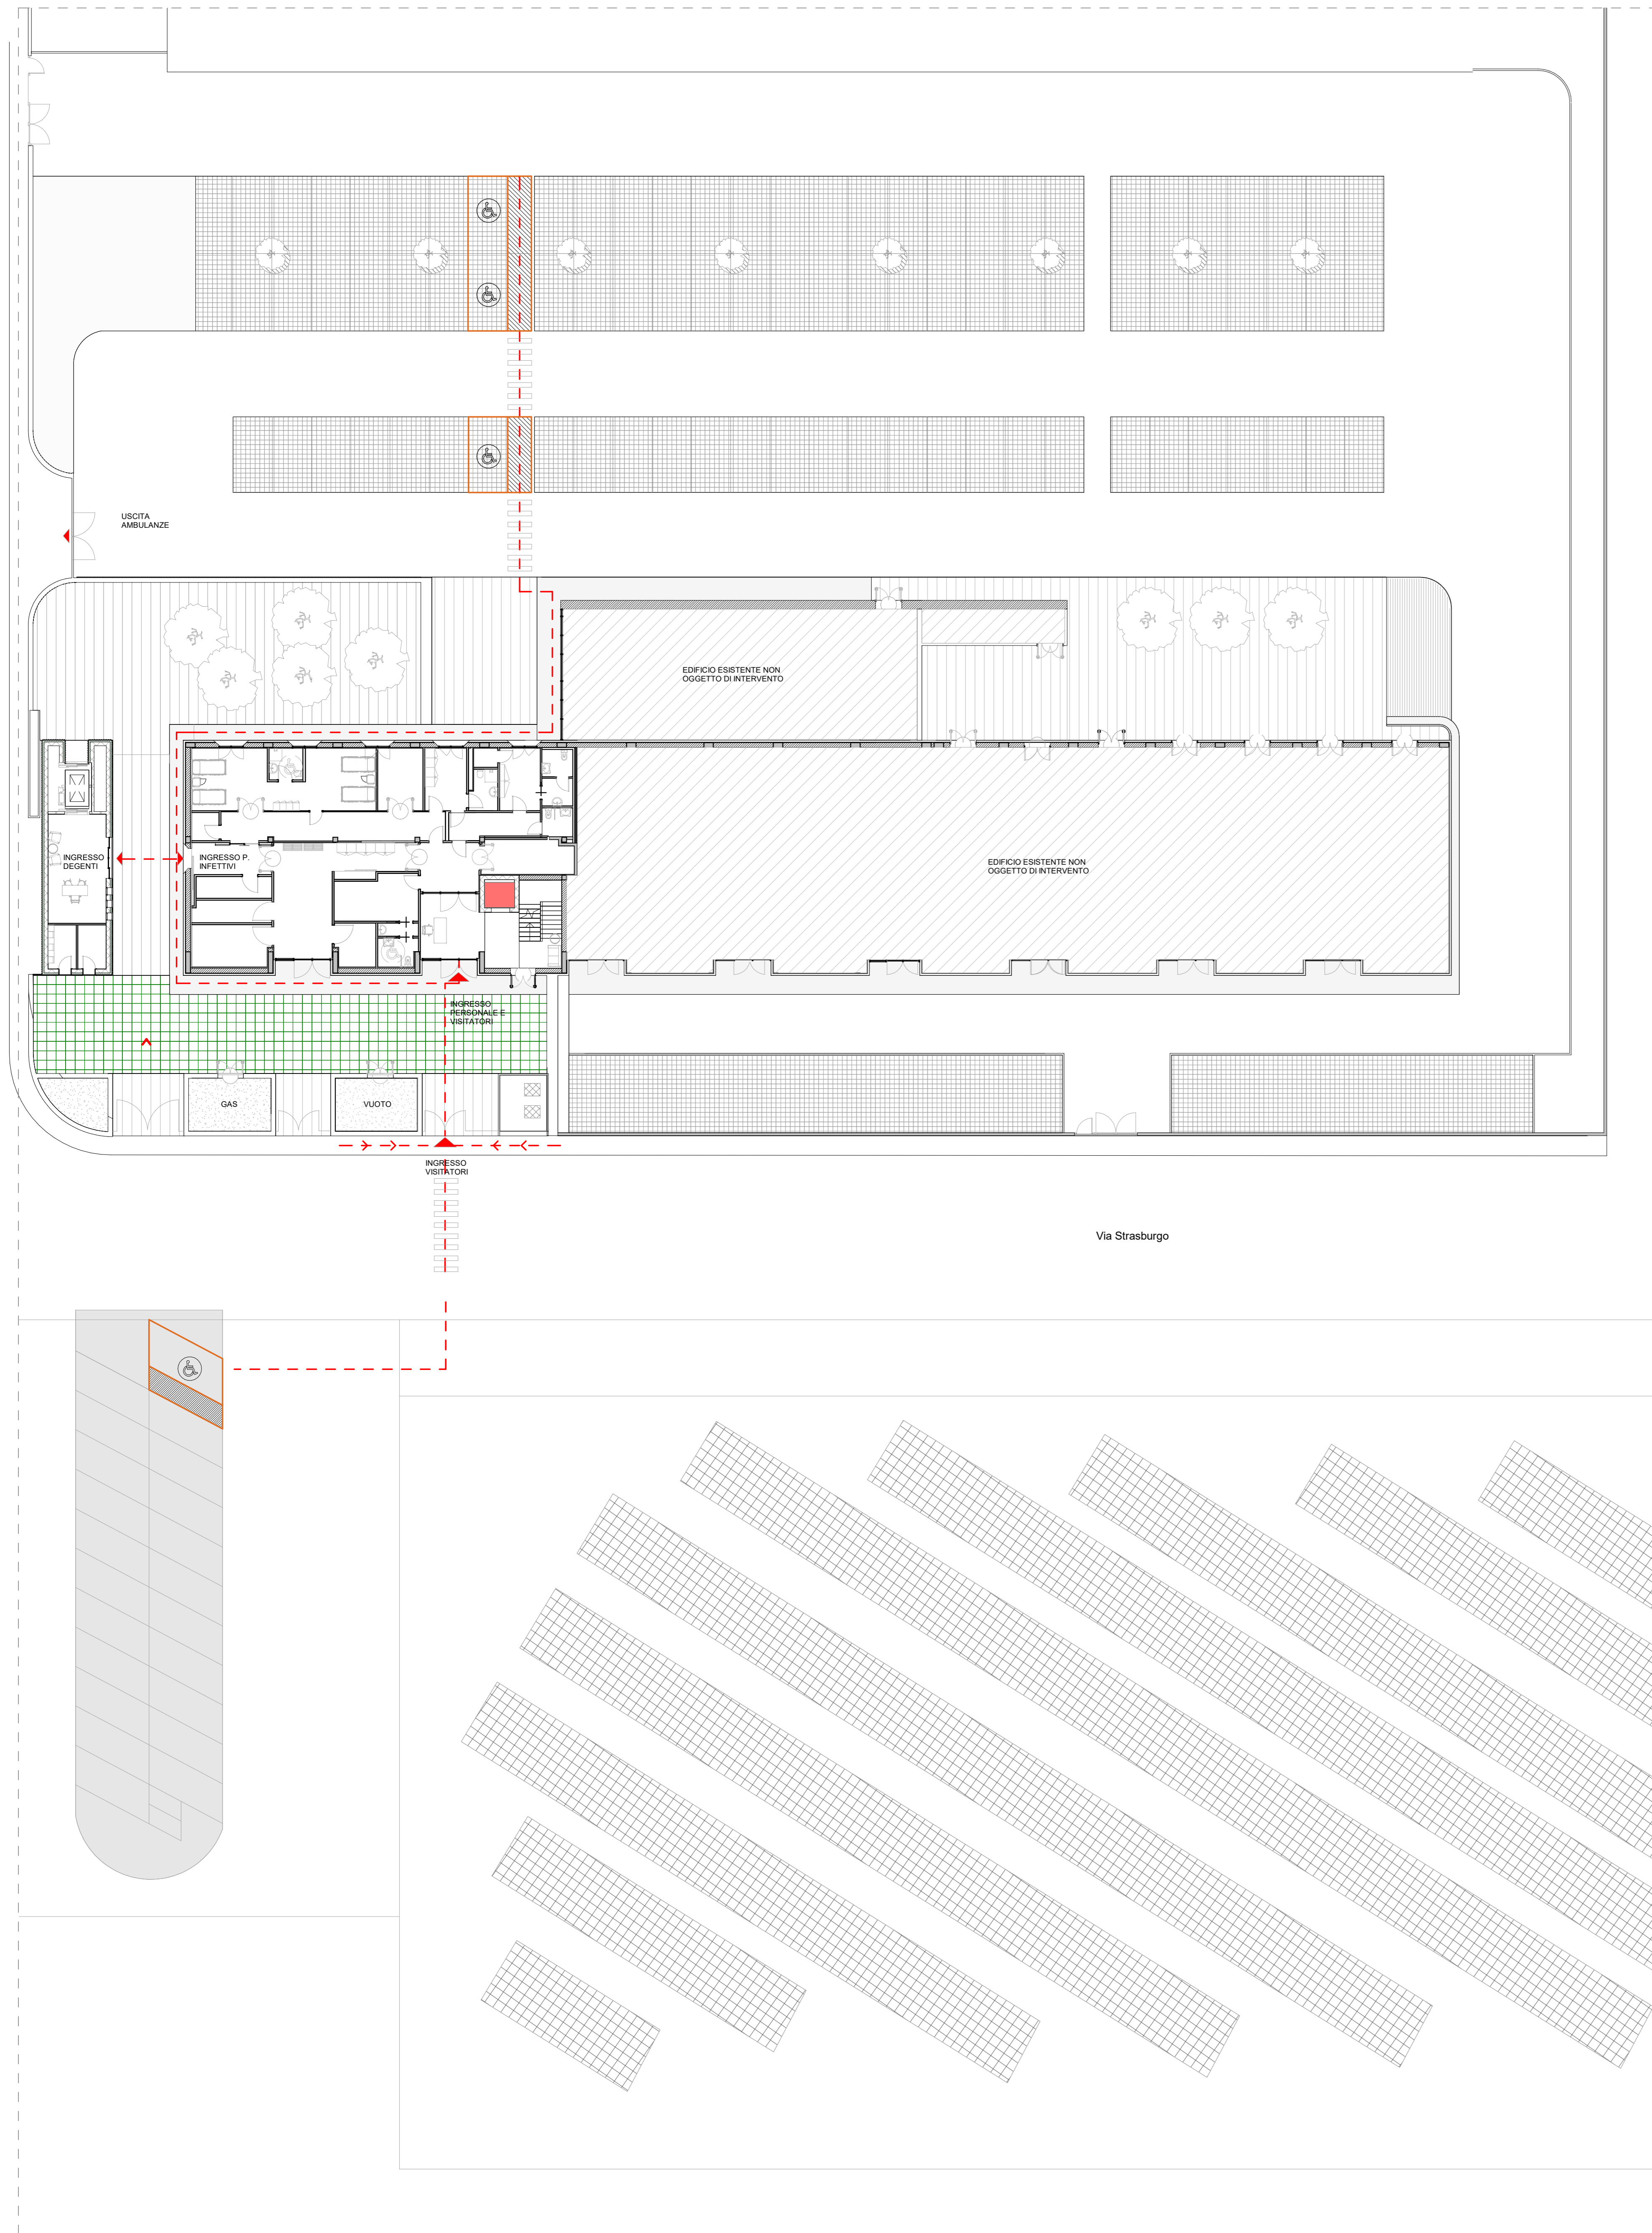 USCITA
AMBULANZE
EDIFICIO ESISTENTE NON
OGGETTO DI INTERVENTO
INGRESSO
DEGENTI
INGRESSO P.
INFETTIVI
EDIFICIO ESISTENTE NON
OGGETTO DI INTERVENTO
INGRESSO
PERSONALE E
VISITATORI
GAS
VUOTO
INGRESSO
VISITATORI
Via Strasburgo